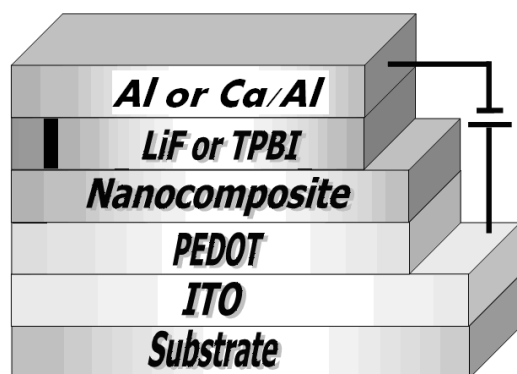 Al or Ca/Al
LiF or TPBI
Nanocomposite
PEDOT
ITO
Substrate